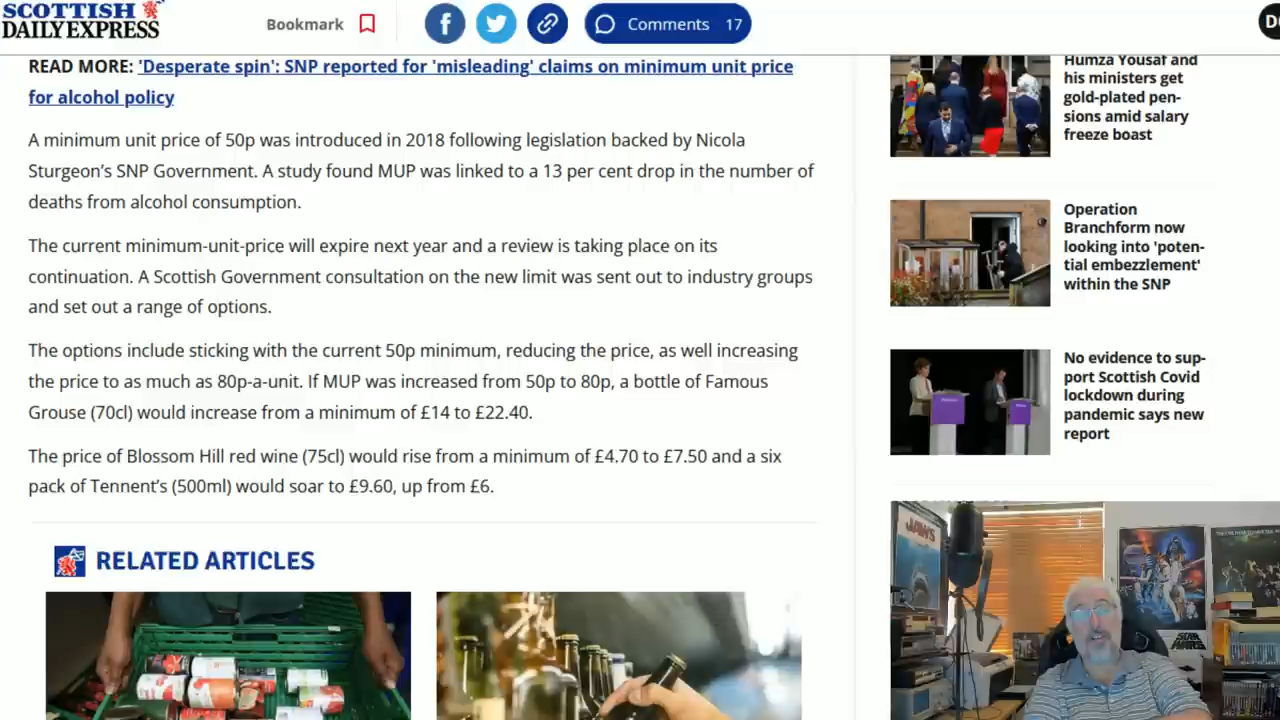 SCOTTISH
DAILY EXPRESS
Bookmark
Comments 17
D
READ MORE: 'Desperate spin': SNP reported for 'misleading' claims on minimum unit price
for alcohol policy
A minimum unit price of 50p was introduced in 2018 following legislation backed by Nicola
Sturgeon's SNP Government. A study found MUP was linked to a 13 per cent drop in the number of
deaths from alcohol consumption.
The current minimum-unit-price will expire next year and a review is taking place on its
continuation. A Scottish Government consultation on the new limit was sent out to industry groups
and set out a range of options.
The options include sticking with the current 50p minimum, reducing the price, as well increasing
the price to as much as 80p-a-unit. If MUP was increased from 50p to 80p, a bottle of Famous
Grouse (70cl) would increase from a minimum of £14 to £22.40.
The price of Blossom Hill red wine (75cl) would rise from a minimum of £4.70 to £7.50 and a six
pack of Tennent's (500ml) would soar to £9.60, up from £6.
RELATED ARTICLES
Humza Yousaf and
his ministers get
gold-plated pen-
sions amid salary
freeze boast
Operation
Branchform now
looking into 'poten-
tial embezzlement'
within the SNP
No evidence to sup-
port Scottish Covid
lockdown during
pandemic says new
report
JAWS
STAR
WARS